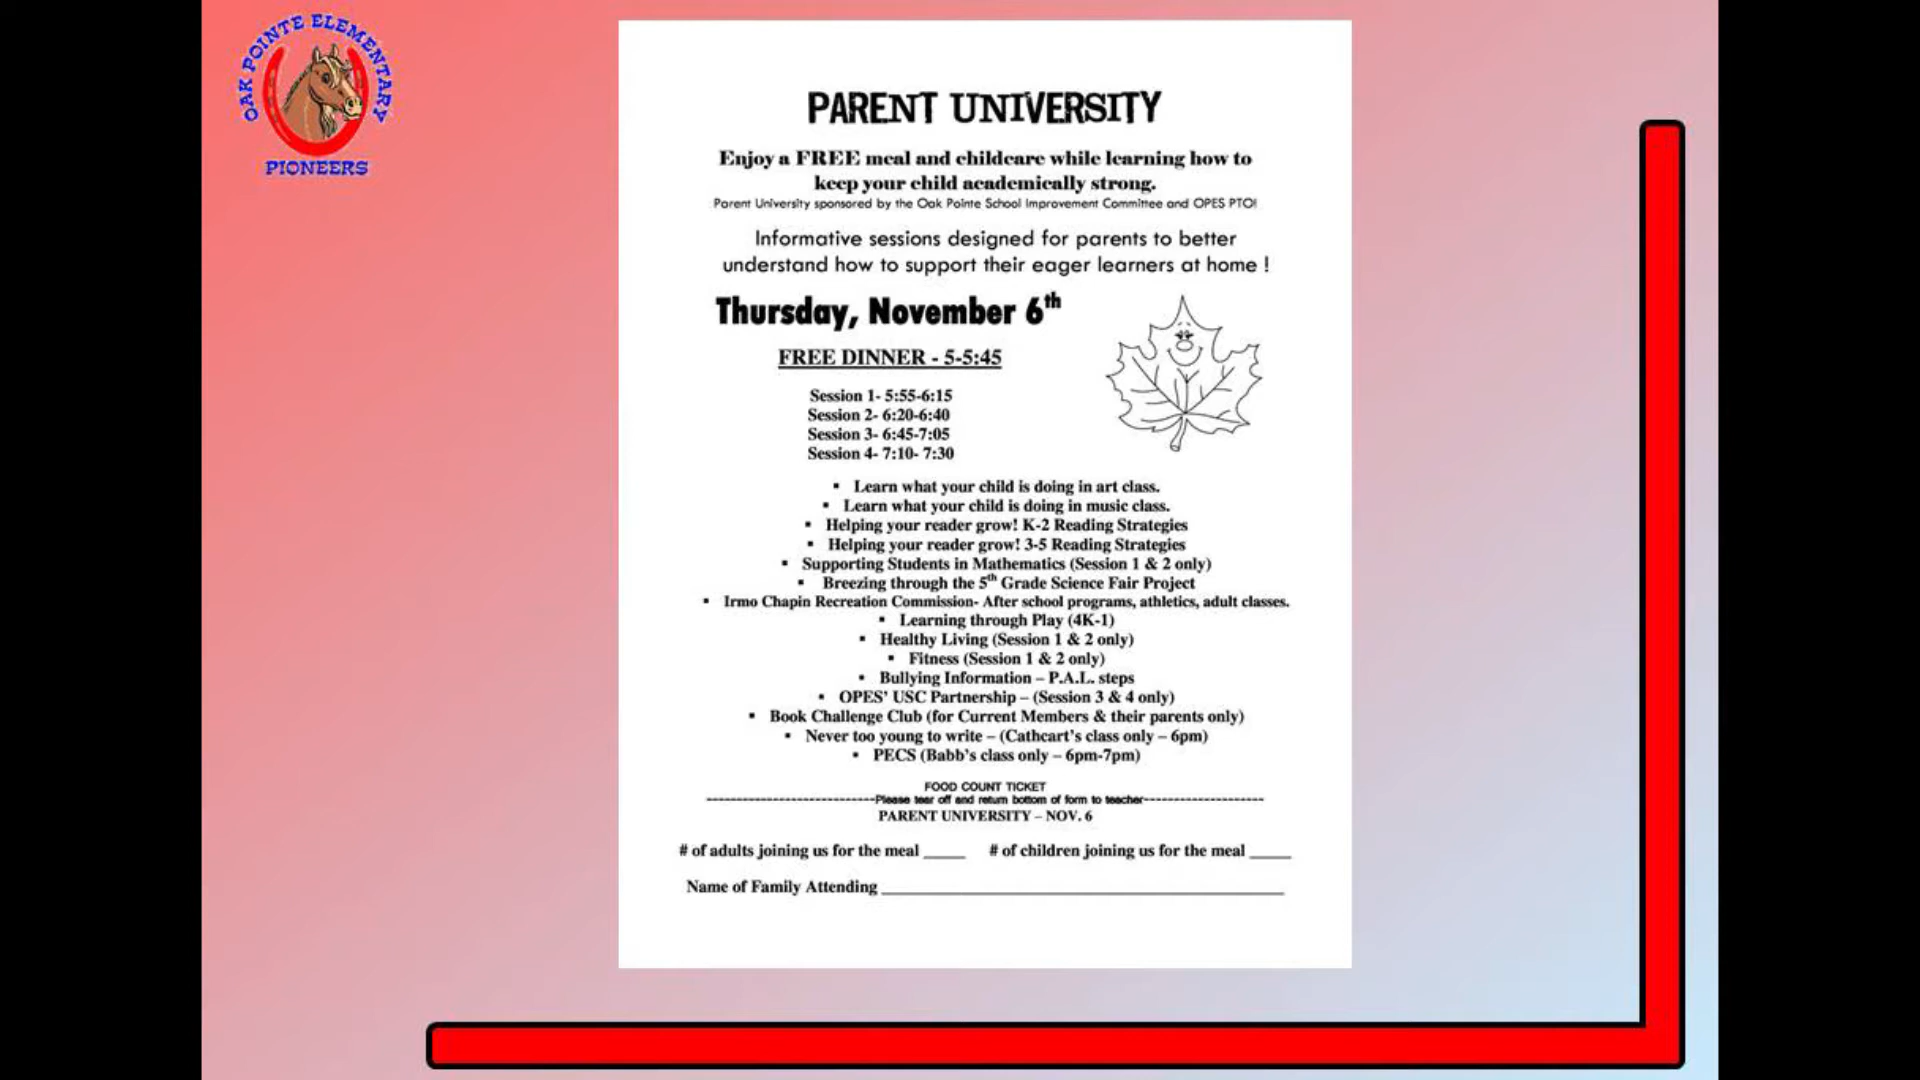 OAK POINTE ELEMENTARY
PIONEERS
PARENT UNIVERSITY
Enjoy a FREE meal and childcare while learning how to
keep your child academically strong.
Parent University sponsored by the Oak Pointe School Improvement Committee and OPES PTO!
Informative sessions designed for parents to better
understand how to support their eager learners at home !
Thursday, November 6th
FREE DINNER - 5-5:45
Session 1- 5:55-6:15
Session 2- 6:20-6:40
Session 3- 6:45-7:05
Session 4- 7:10- 7:30
▪ Learn what your child is doing in art class.
▪ Learn what your child is doing in music class.
▪ Helping your reader grow! K-2 Reading Strategies
▪ Helping your reader grow! 3-5 Reading Strategies
▪ Supporting Students in Mathematics (Session 1 & 2 only)
▪ Breezing through the 5th Grade Science Fair Project
▪ Irmo Chapin Recreation Commission- After school programs, athletics, adult classes.
▪ Learning through Play (4K-1)
▪ Healthy Living (Session 1 & 2 only)
▪ Fitness (Session 1 & 2 only)
▪ Bullying Information – P.A.L. steps
▪ OPES' USC Partnership – (Session 3 & 4 only)
▪ Book Challenge Club (for Current Members & their parents only)
▪ Never too young to write – (Cathcart's class only – 6pm)
▪ PECS (Babb's class only – 6pm-7pm)
FOOD COUNT TICKET
----------------------------Please tear off and return bottom of form to teacher--------------------
PARENT UNIVERSITY – NOV. 6
# of adults joining us for the meal _____ # of children joining us for the meal _____
Name of Family Attending ________________________________________________